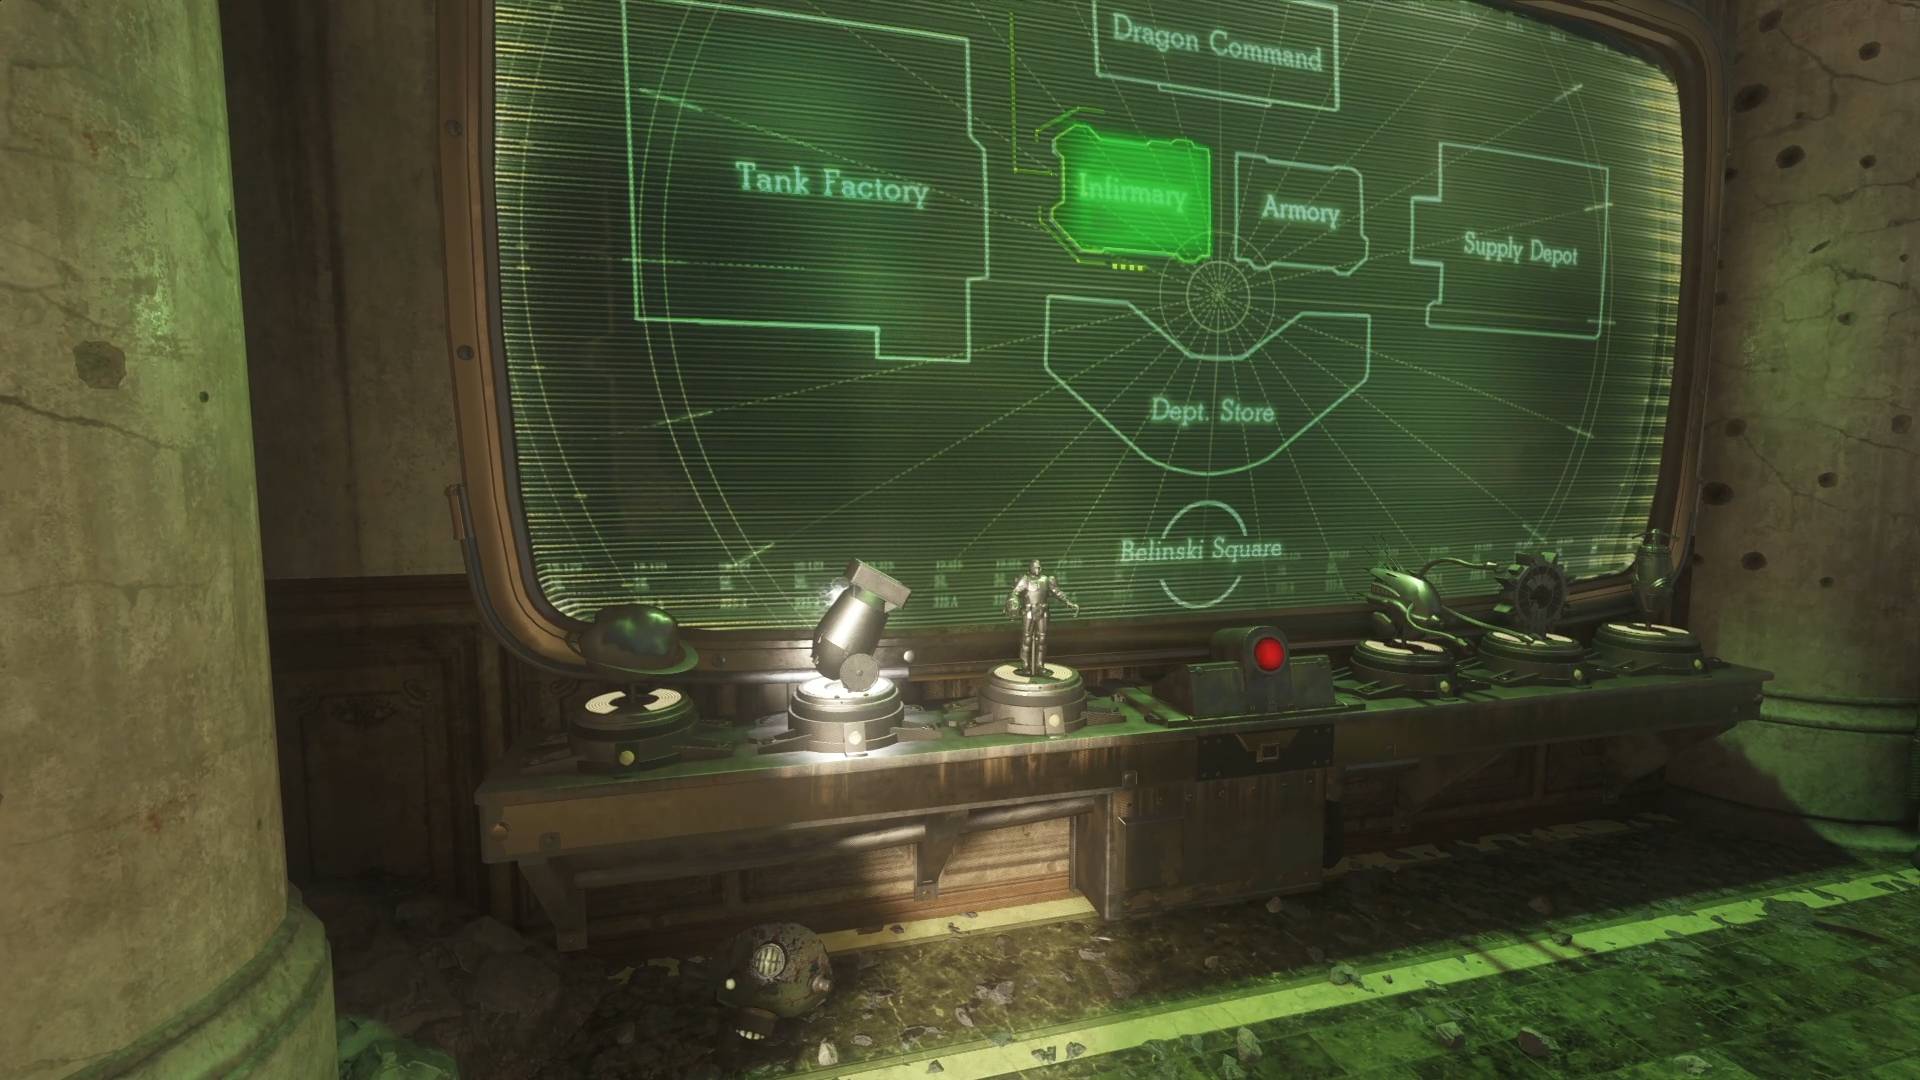 Dragon Command
Tank Factory
Infirmary
Armory
Supply Depot
Dept. Store
Belinski Square